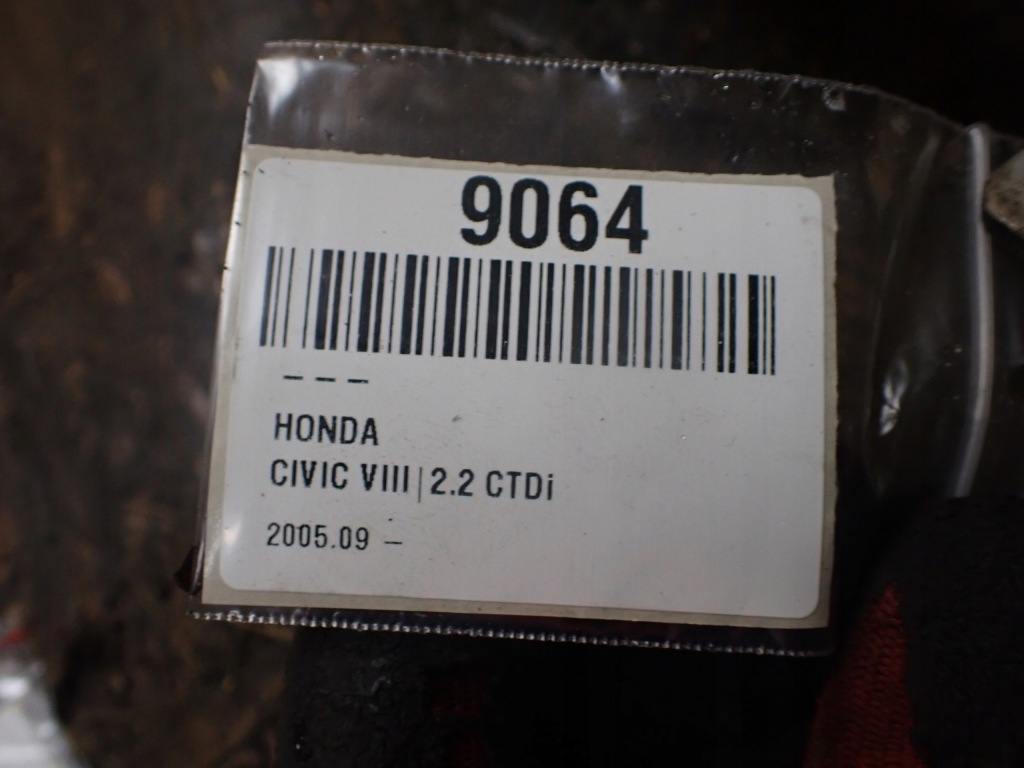 9064
---
HONDA
CIVIC VIII | 2.2 CTDi
2005.09 –